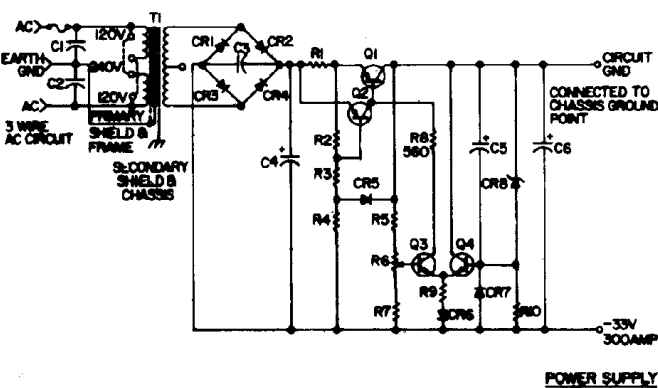 AC
120V
T1
C1
EARTH
GND
240V
C2
120V
AC
3 WIRE
AC CIRCUIT
PRIMARY
SHIELD &
FRAME
SECONDARY
SHIELD &
CHASSIS
CR1
CR2
C3
CR3
CR4
R1
Q1
Q2
R2
R3
R4
C4
CR5
R5
R6
R7
R8
560
Q3
Q4
R9
CR6
C5
CR8
CR7
R10
C6
CIRCUIT
GND
CONNECTED TO
CHASSIS GROUND
POINT
-33V
300AMP
POWER SUPPLY